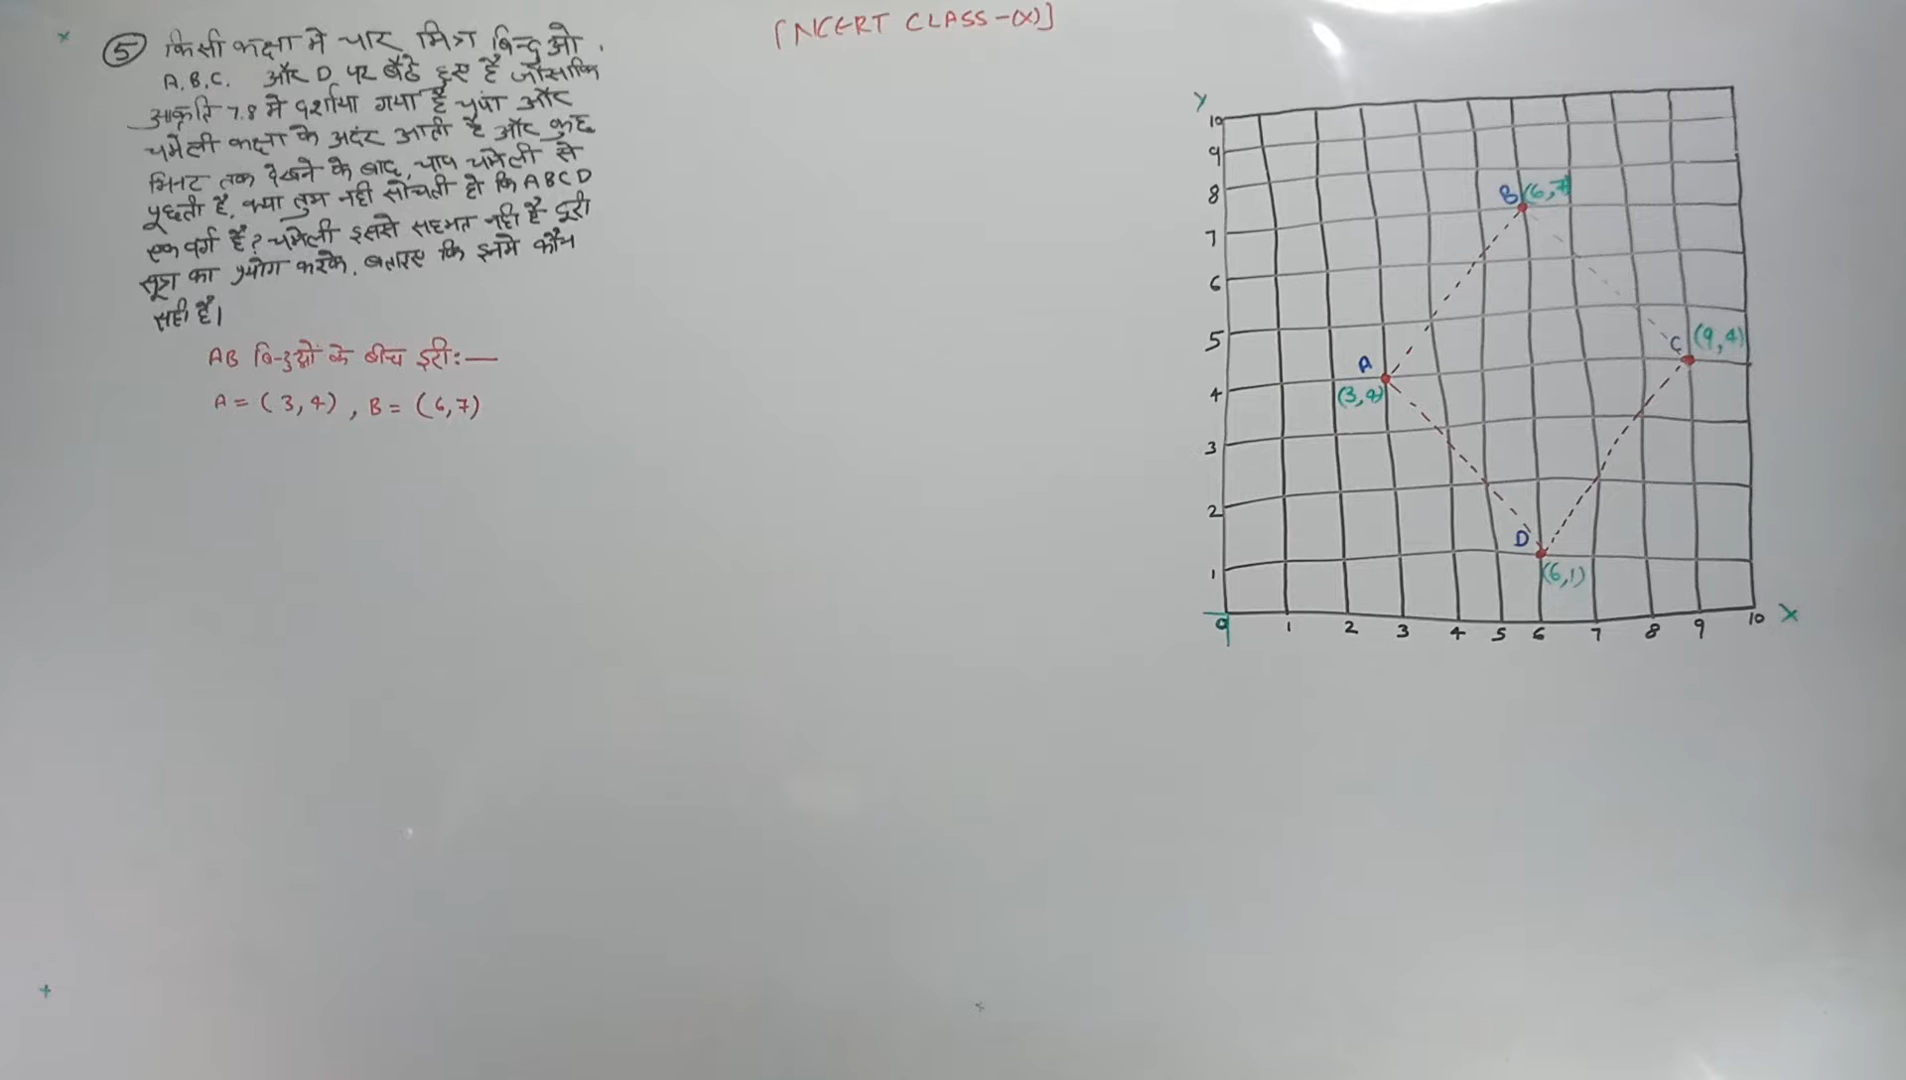 [NCERT CLASS-(X)]
⑤ किसी कक्षा मे चार मित्र बिन्दुओ,
A, B, C, और D पर बैठे हुए है जैसाकि
आकृति 7.8 मे दर्शाया गया है चंपा और
चमेली कक्षा के अदंर आती है और कुछ
मिनट तक देखने के बाद, चंपा चमेली से
पूछती है, क्या तुम नही सोचती हो कि ABCD
एक वर्ग है? चमेली इससे सहमत नही है दूरी
सूत्र का प्रयोग करके, बताइए कि इनमे कौन
सही है।
AB बिन्दुओं के बीच दूरी:—
A = (3,4), B = (6,7)
Y
10
9
8
7
6
5
4
3
2
1
0
B (6,7)
C (9,4)
A
(3,4)
D
(6,1)
1 2 3 4 5 6 7 8 9 10 X